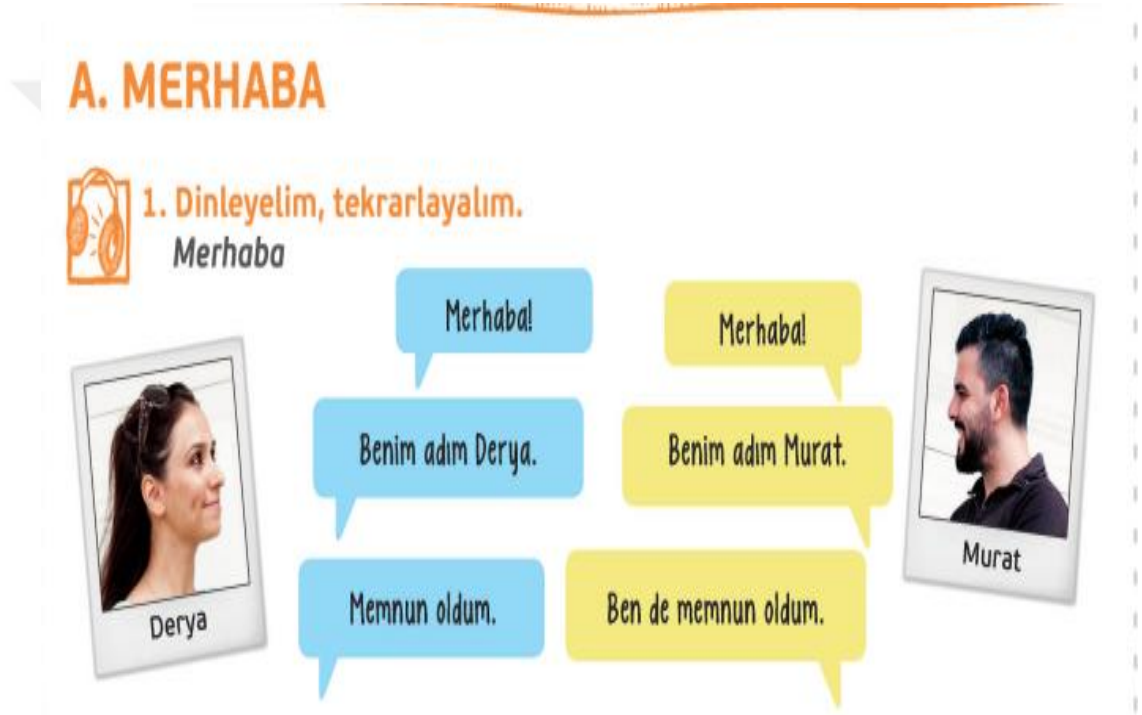 A. MERHABA
1. Dinleyelim, tekrarlayalım.
Merhaba
Merhaba!
Merhaba!
Benim adım Derya.
Benim adım Murat.
Memnun oldum.
Ben de memnun oldum.
Derya
Murat